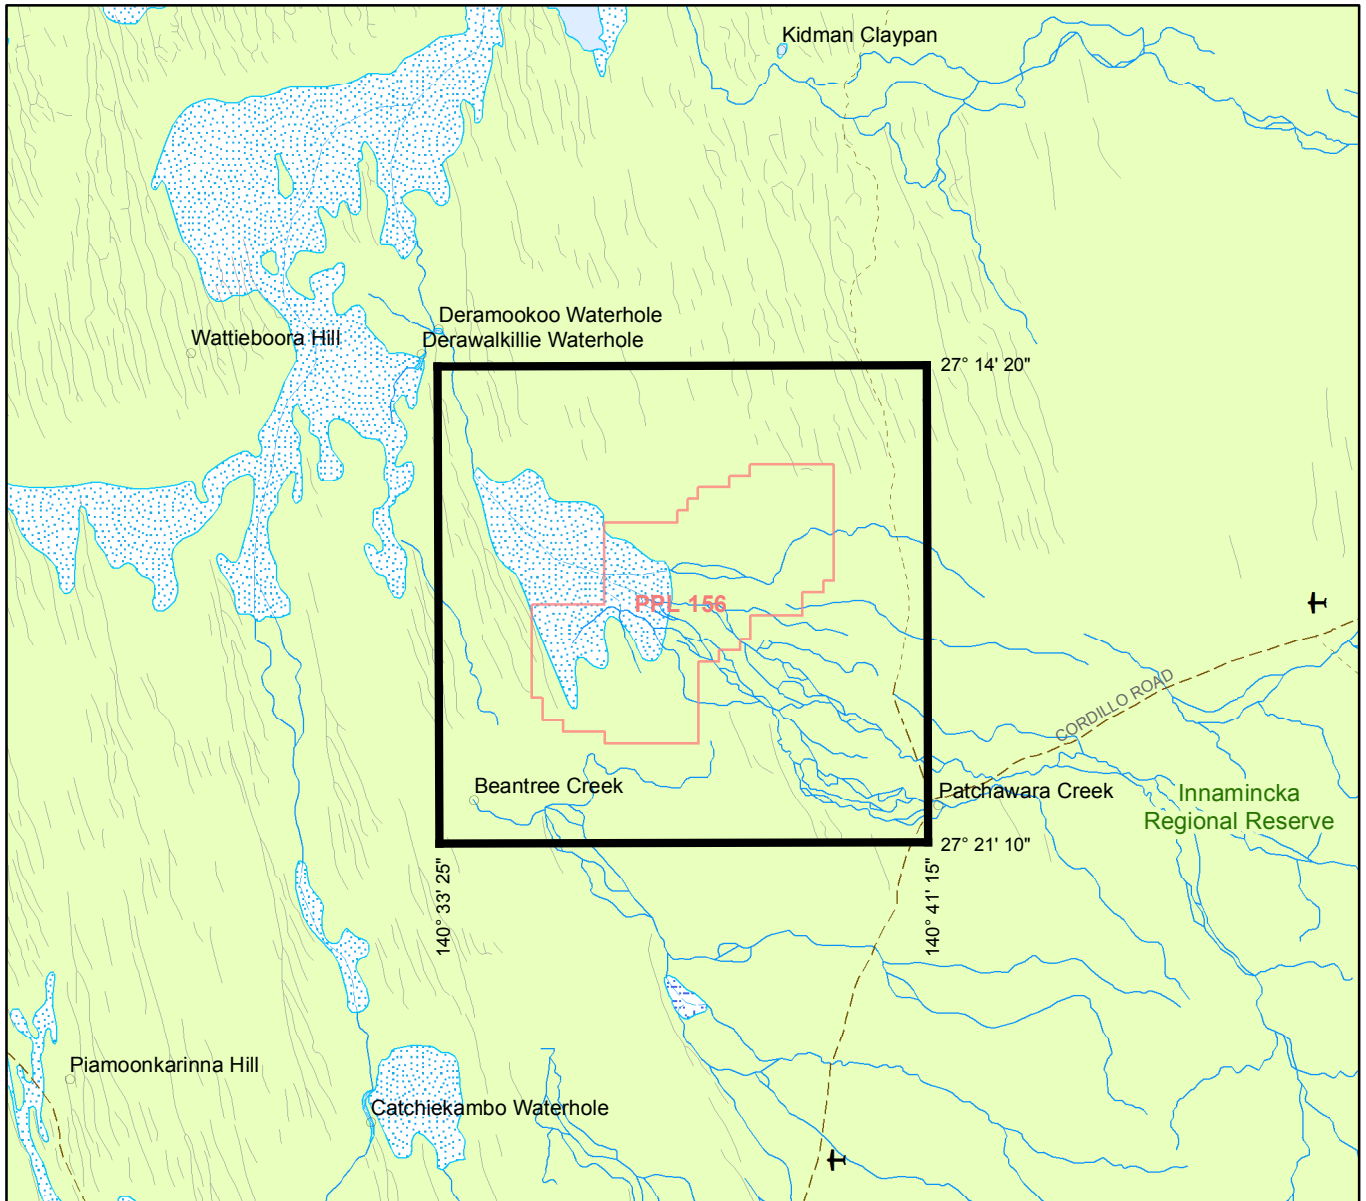 Kidman Claypan
Deramookoo Waterhole
Wattieboora Hill
Derawalkillie Waterhole
27° 14' 20"
PPL 156
CORDILLO ROAD
Beantree Creek
Patchawara Creek
Innamincka
Regional Reserve
27° 21' 10"
140° 33' 25"
140° 41' 15"
Piamoonkarinna Hill
Catchiekambo Waterhole